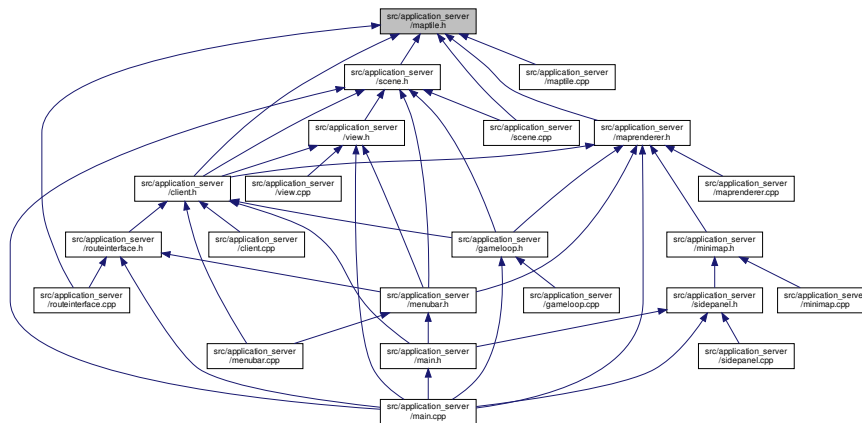 src/application_server
/maptile.h
src/application_server
/scene.h
src/application_server
/maptile.cpp
src/application_server
/view.h
src/application_server
/scene.cpp
src/application_server
/maprenderer.h
src/application_server
/client.h
src/application_server
/view.cpp
src/application_server
/maprenderer.cpp
src/application_server
/routeinterface.h
src/application_server
/client.cpp
src/application_server
/gameloop.h
src/application_server
/minimap.h
src/application_server
/routeinterface.cpp
src/application_server
/menubar.h
src/application_server
/gameloop.cpp
src/application_server
/sidepanel.h
src/application_server
/minimap.cpp
src/application_server
/menubar.cpp
src/application_server
/main.h
src/application_server
/sidepanel.cpp
src/application_server
/main.cpp